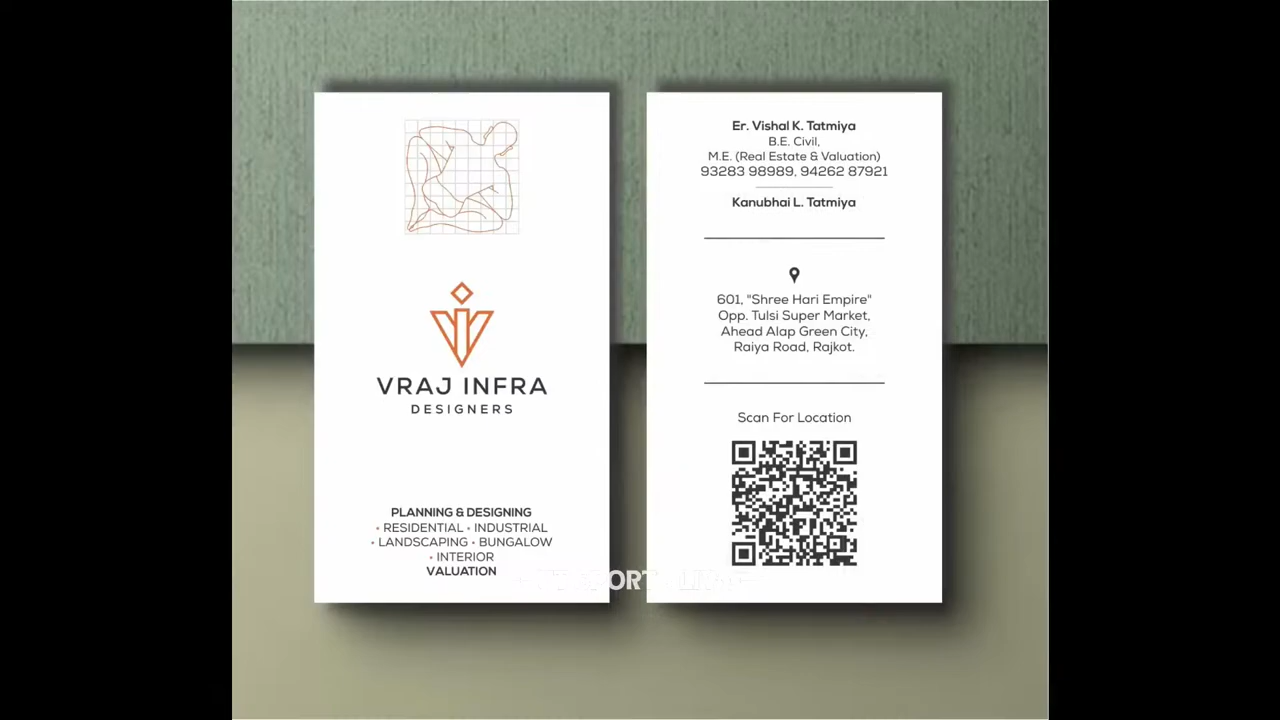 VRAJ INFRA
DESIGNERS
PLANNING & DESIGNING
• RESIDENTIAL • INDUSTRIAL
• LANDSCAPING • BUNGALOW
• INTERIOR
VALUATION
Er. Vishal K. Tatmiya
B.E. Civil,
M.E. (Real Estate & Valuation)
93283 98989, 94262 87921
Kanubhai L. Tatmiya
601, "Shree Hari Empire"
Opp. Tulsi Super Market,
Ahead Alap Green City,
Raiya Road, Rajkot.
Scan For Location